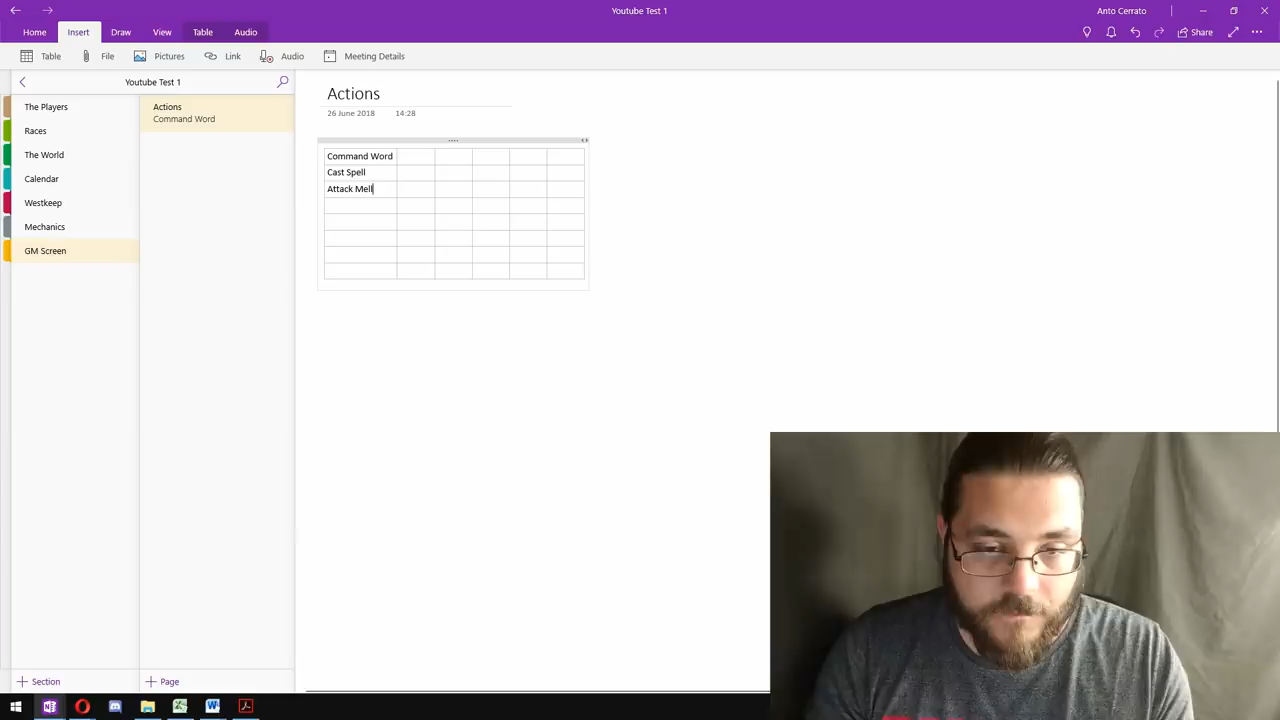 Youtube Test 1
Anto Cerrato
Home Insert Draw View Table Audio
Share
Table File Pictures Link Audio Meeting Details
Youtube Test 1
The Players
Races
The World
Calendar
Westkeep
Mechanics
GM Screen
Actions
Command Word
Actions
26 June 2018 14:28
Command Word
Cast Spell
Attack Mell
+ Section
+ Page